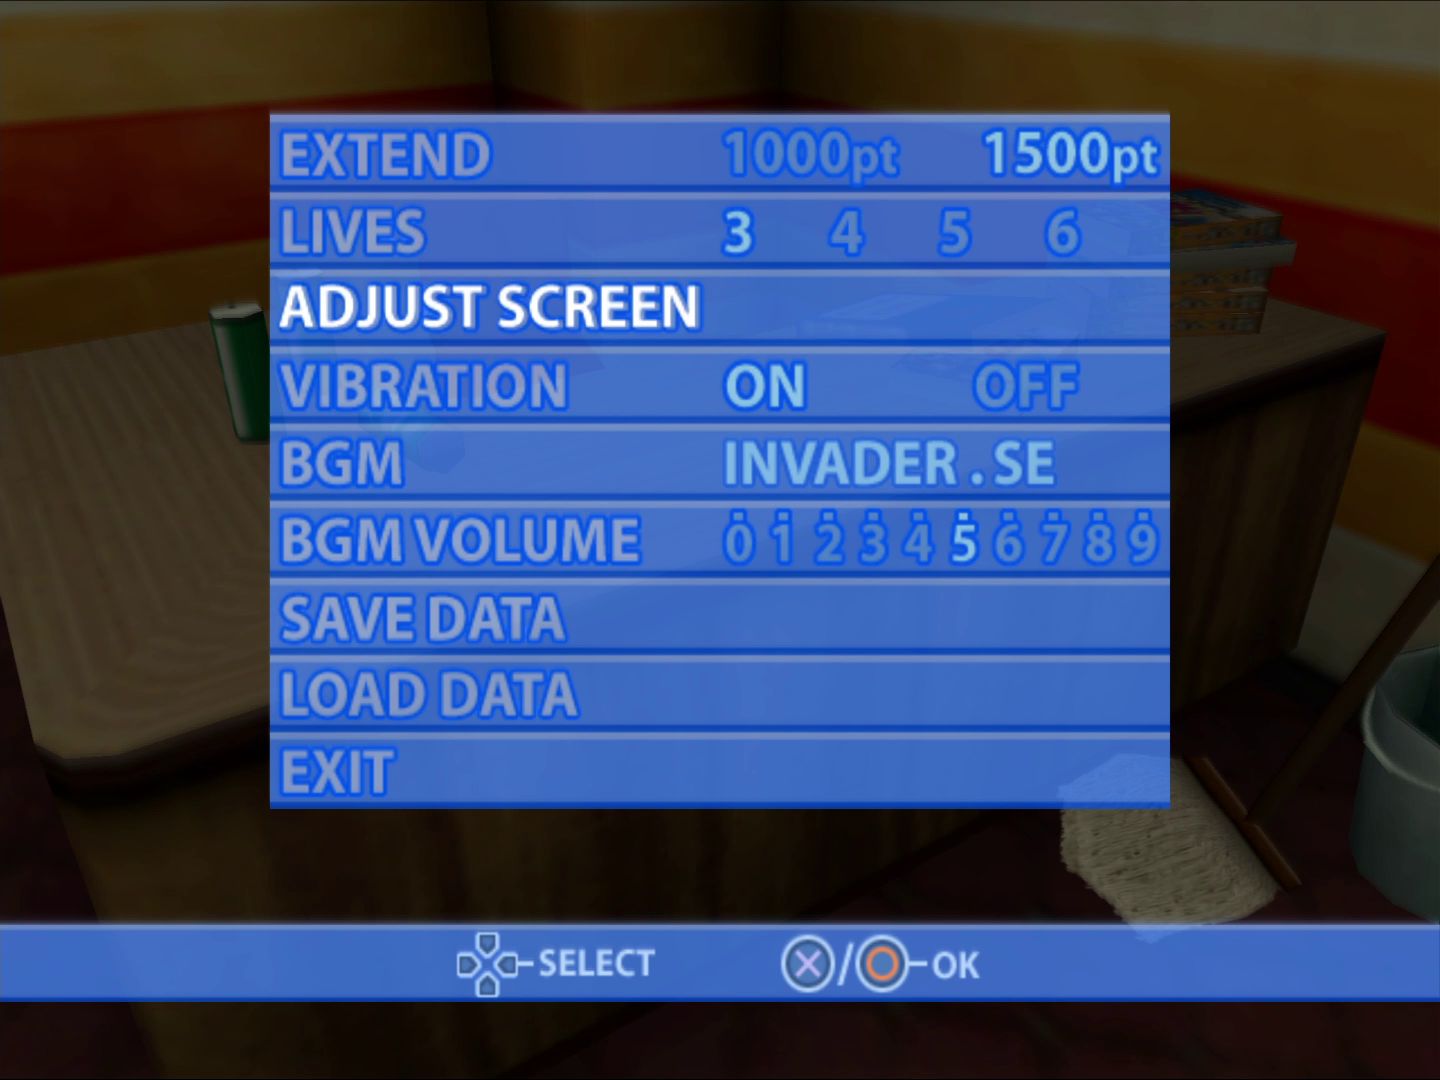 EXTEND 1000pt 1500pt
LIVES 3 4 5 6
ADJUST SCREEN
VIBRATION ON OFF
BGM INVADER.SE
BGM VOLUME 0 1 2 3 4 5 6 7 8 9
SAVE DATA
LOAD DATA
EXIT
SELECT / OK